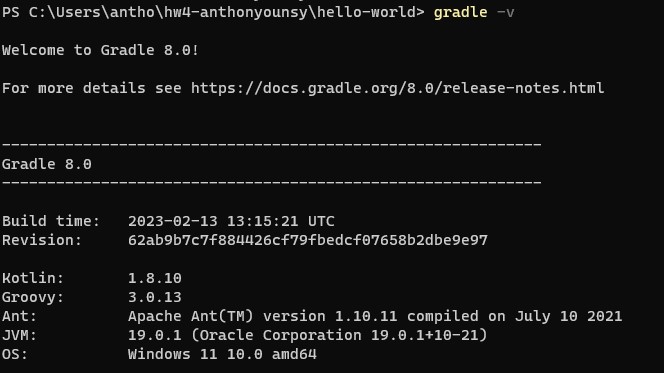 PS C:\Users\antho\hw4-anthonyounsy\hello-world> gradle -v
Welcome to Gradle 8.0!
For more details see https://docs.gradle.org/8.0/release-notes.html
------------------------------------------------------------
Gradle 8.0
------------------------------------------------------------
Build time:   2023-02-13 13:15:21 UTC
Revision:     62ab9b7c7f884426cf79fbedcf07658b2dbe9e97
Kotlin:       1.8.10
Groovy:       3.0.13
Ant:          Apache Ant(TM) version 1.10.11 compiled on July 10 2021
JVM:          19.0.1 (Oracle Corporation 19.0.1+10-21)
OS:           Windows 11 10.0 amd64